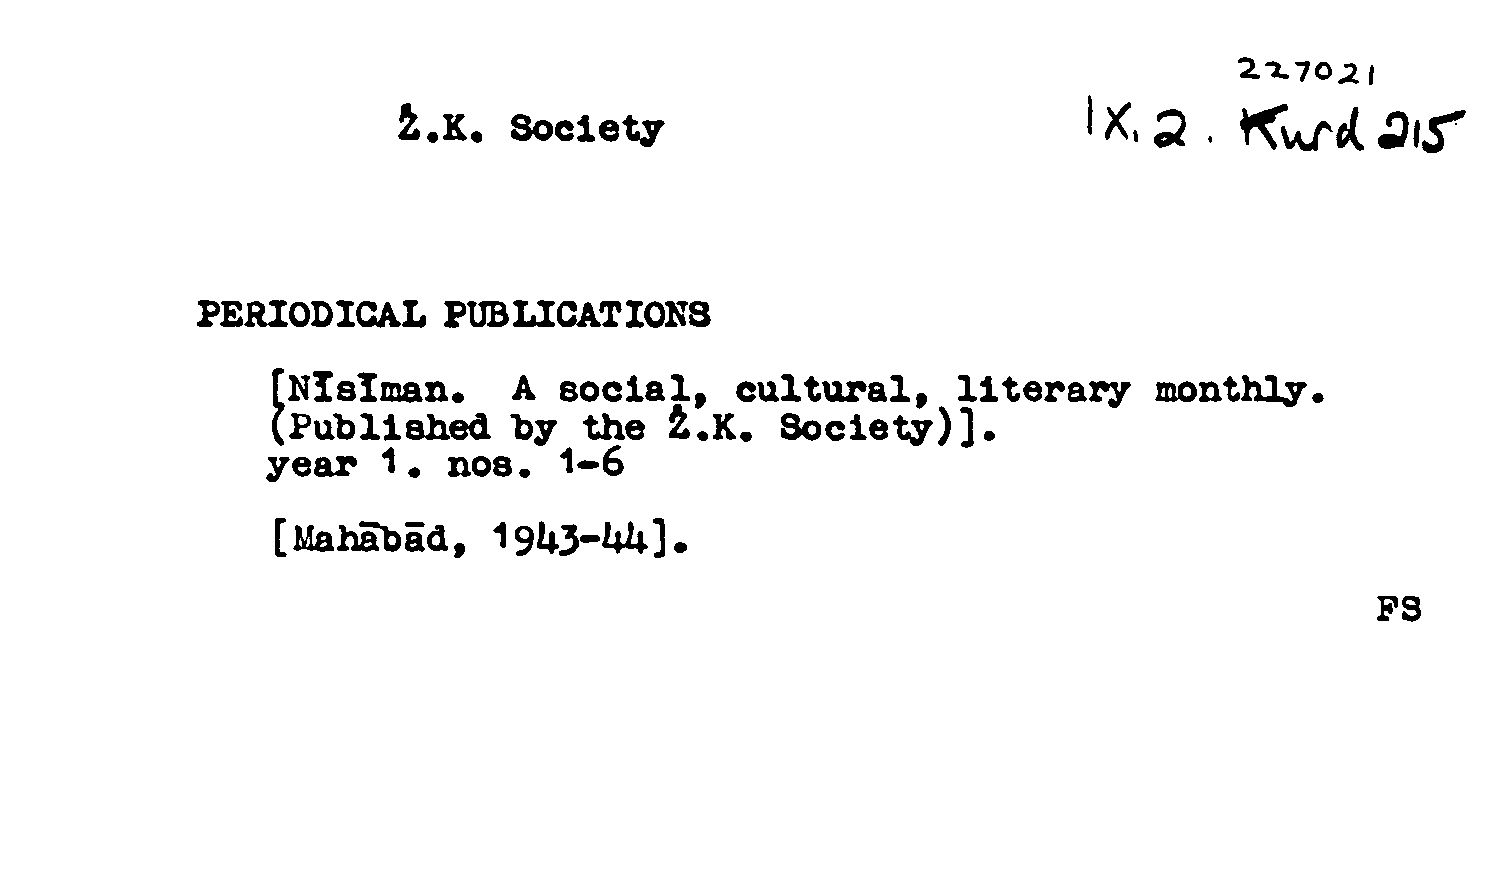 227021
Ż.K. Society
IX. 2. Kurd 215
PERIODICAL PUBLICATIONS
[Nīsīman. A social, cultural, literary monthly.
(Published by the Ż.K. Society)].
year 1. nos. 1-6
[Mahābād, 1943-44].
FS